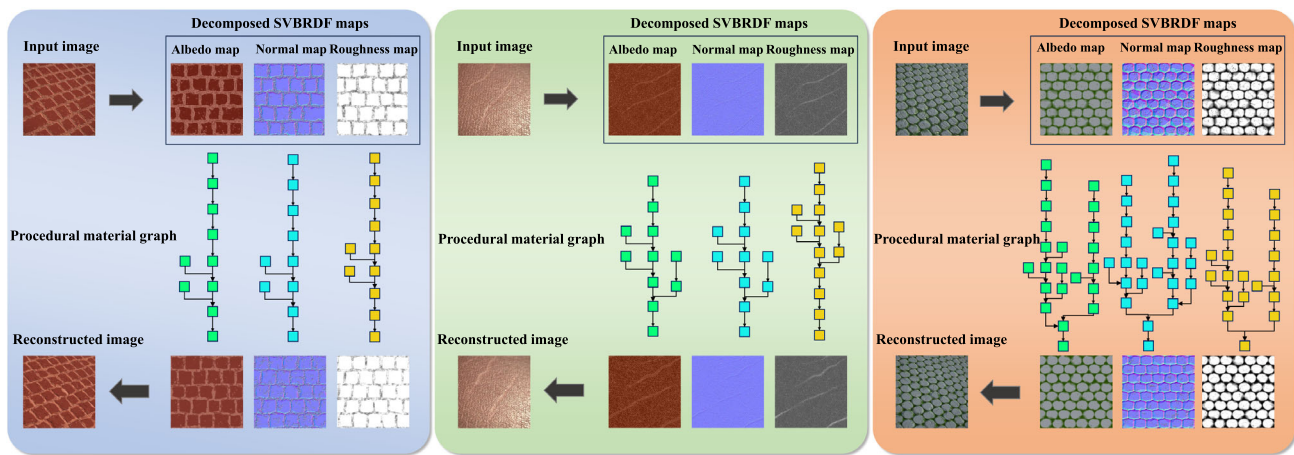 Decomposed SVBRDF maps
Input image
Albedo map Normal map Roughness map
Procedural material graph
Reconstructed image
Decomposed SVBRDF maps
Input image
Albedo map Normal map Roughness map
Procedural material graph
Reconstructed image
Decomposed SVBRDF maps
Input image
Albedo map Normal map Roughness map
Procedural material graph
Reconstructed image